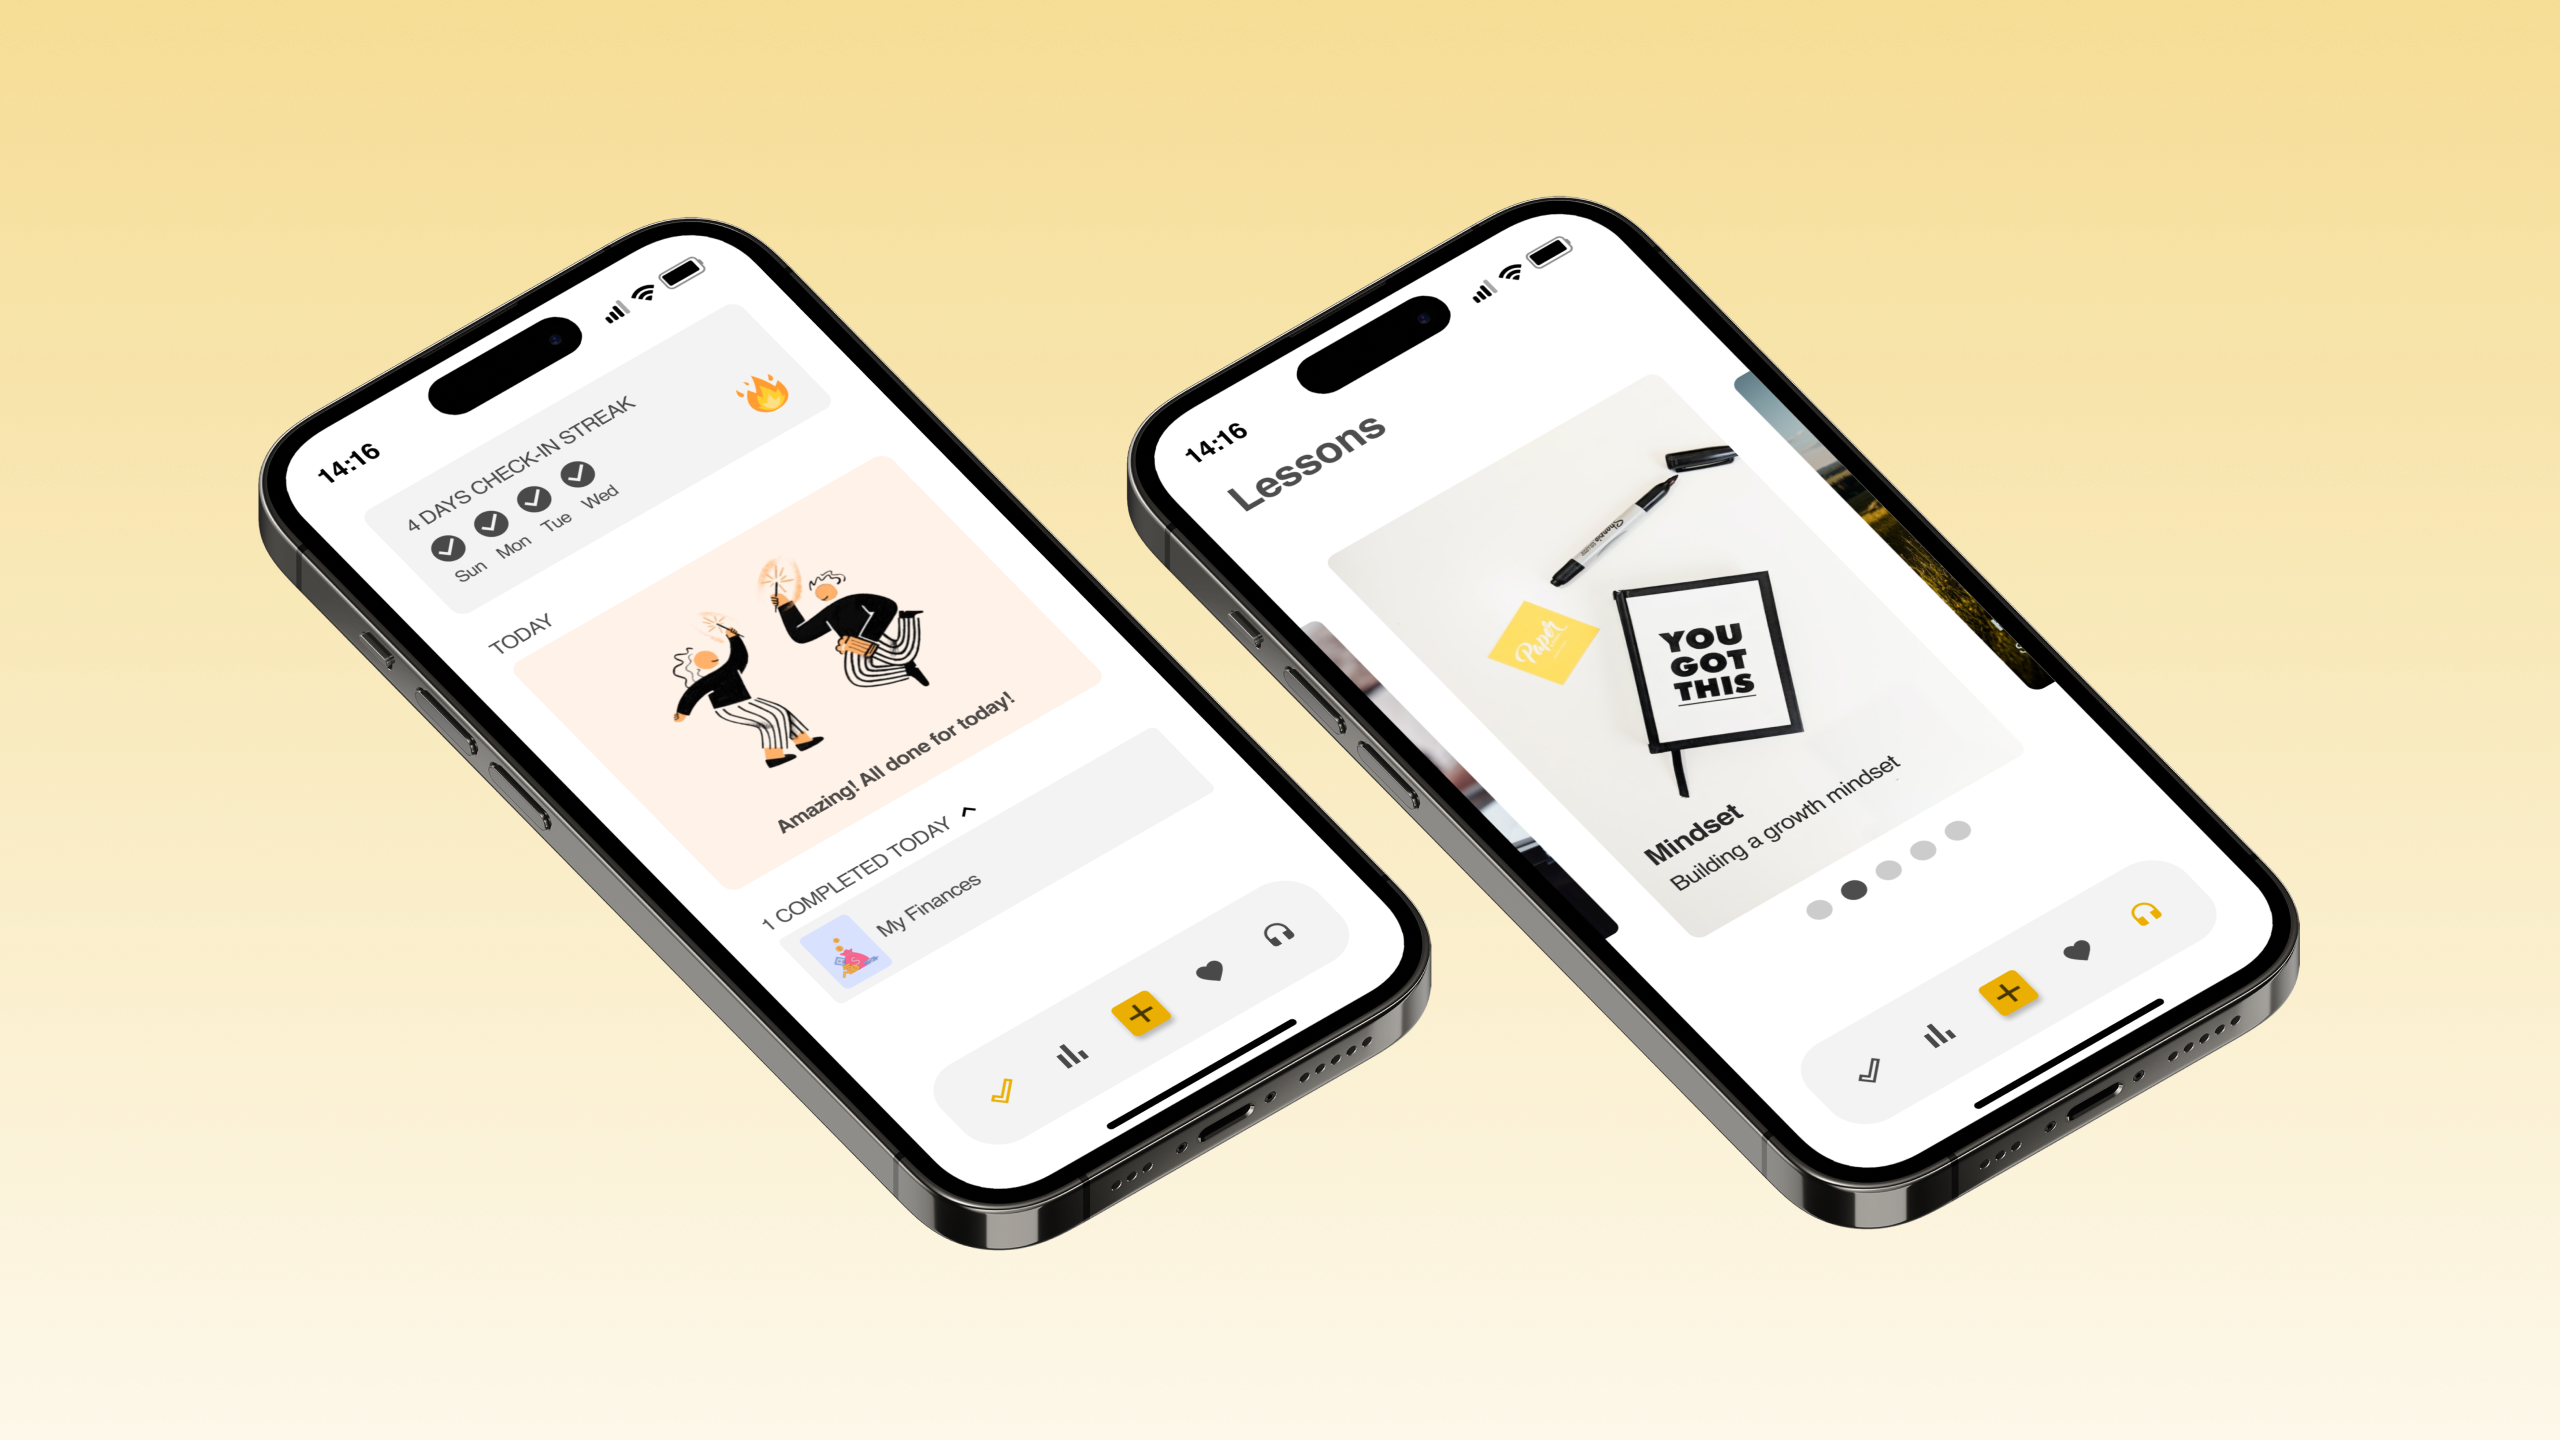 14:16
4 DAYS CHECK-IN STREAK
Sun Mon Tue Wed
TODAY
Amazing! All done for today!
1 COMPLETED TODAY
My Finances
14:16
Lessons
Sharpie
Paper
YOU
GOT
THIS
Mindset
Building a growth mindset